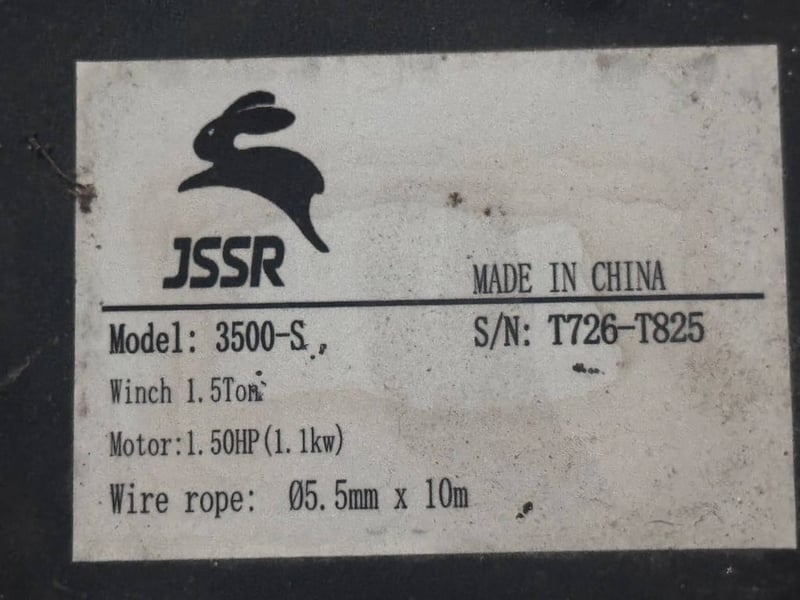 JSSR
MADE IN CHINA
Model: 3500-S
S/N: T726-T825
Winch 1.5Ton
Motor:1.50HP(1.1kw)
Wire rope: Ø5.5mm x 10m